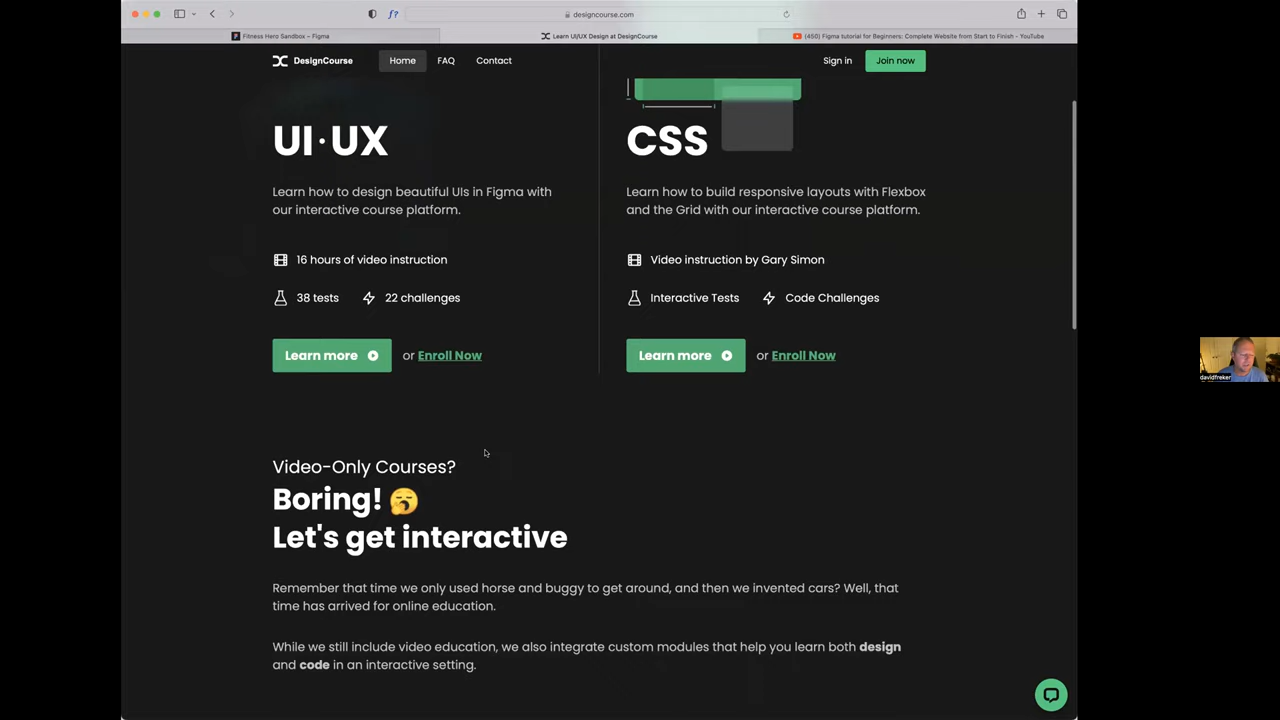 designcourse.com
Fitness Hero Sandbox – Figma
Learn UI/UX Design at DesignCourse
(450) Figma tutorial for Beginners: Complete Website from Start to Finish - YouTube
DesignCourse
Home
FAQ
Contact
Sign in
Join now
UI·UX
Learn how to design beautiful UIs in Figma with
our interactive course platform.
16 hours of video instruction
38 tests
22 challenges
Learn more
or Enroll Now
CSS
Learn how to build responsive layouts with Flexbox
and the Grid with our interactive course platform.
Video instruction by Gary Simon
Interactive Tests
Code Challenges
Learn more
or Enroll Now
davidfreker
Video-Only Courses?
Boring! 🥱
Let's get interactive
Remember that time we only used horse and buggy to get around, and then we invented cars? Well, that
time has arrived for online education.
While we still include video education, we also integrate custom modules that help you learn both design
and code in an interactive setting.